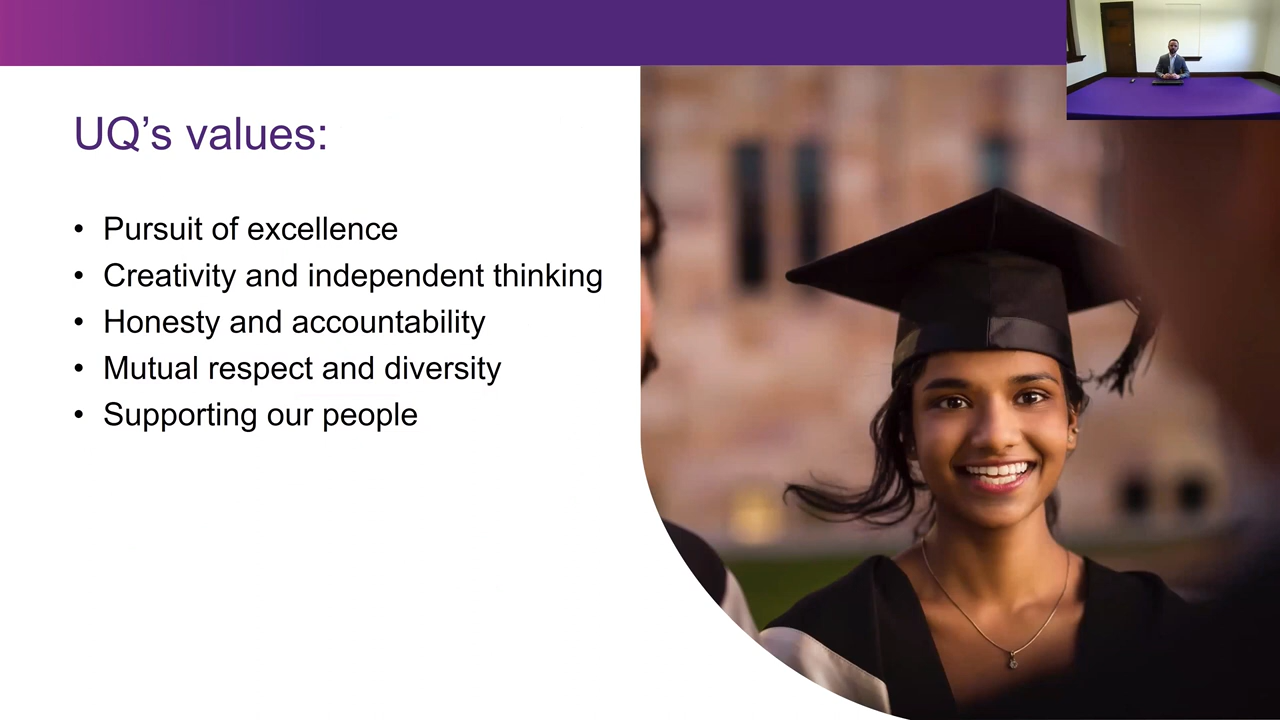 UQ’s values:
• Pursuit of excellence
• Creativity and independent thinking
• Honesty and accountability
• Mutual respect and diversity
• Supporting our people